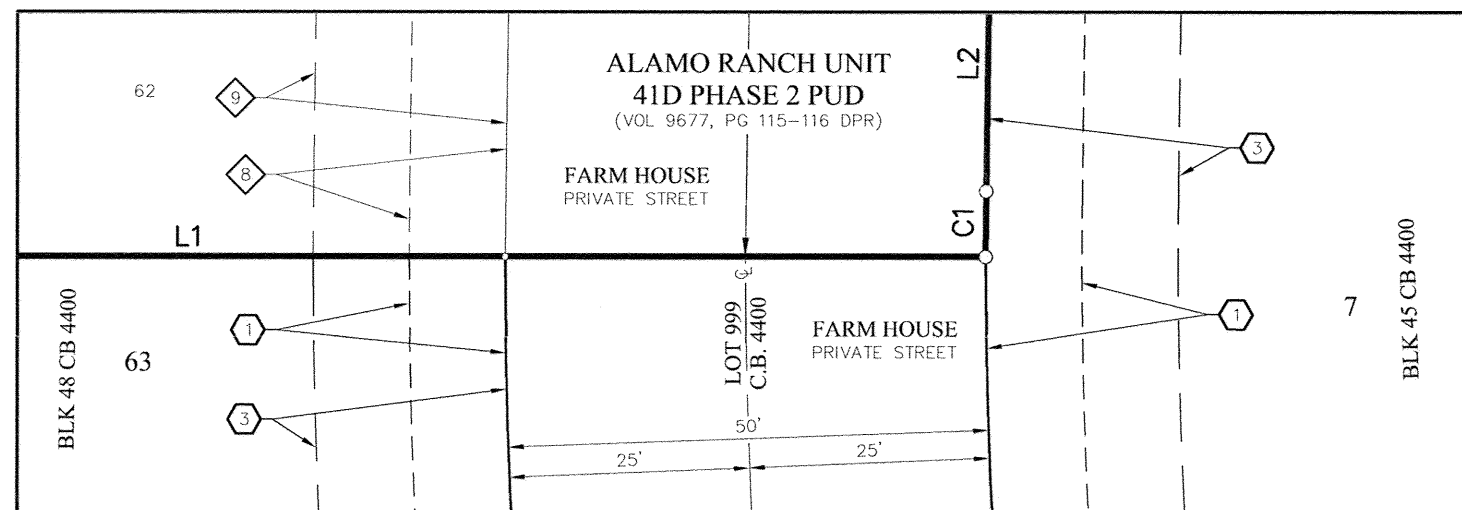 ALAMO RANCH UNIT
41D PHASE 2 PUD
(VOL 9677, PG 115-116 DPR)
62
9
8
FARM HOUSE
PRIVATE STREET
L2
3
C1
L1
BLK 48 CB 4400
63
1
3
℄
LOT 999
C.B. 4400
FARM HOUSE
PRIVATE STREET
1
7
BLK 45 CB 4400
50'
25'
25'